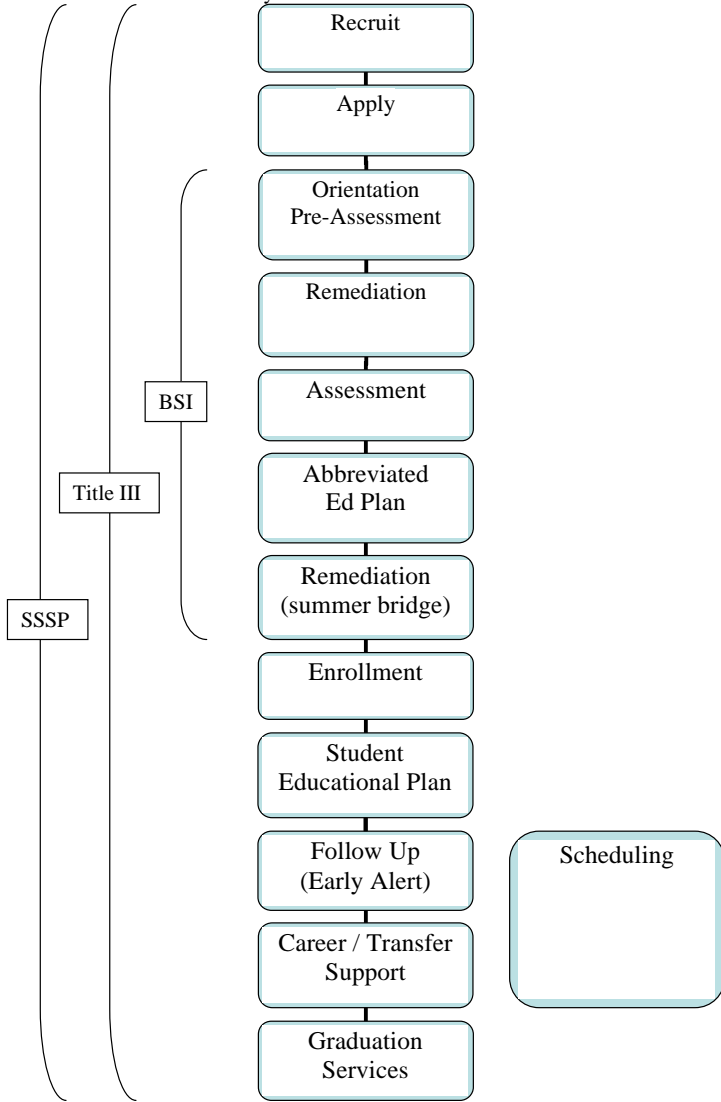 Recruit
Apply
Orientation
Pre-Assessment
Remediation
Assessment
BSI
Abbreviated
Ed Plan
Title III
Remediation
(summer bridge)
SSSP
Enrollment
Student
Educational Plan
Follow Up
(Early Alert)
Scheduling
Career / Transfer
Support
Graduation
Services